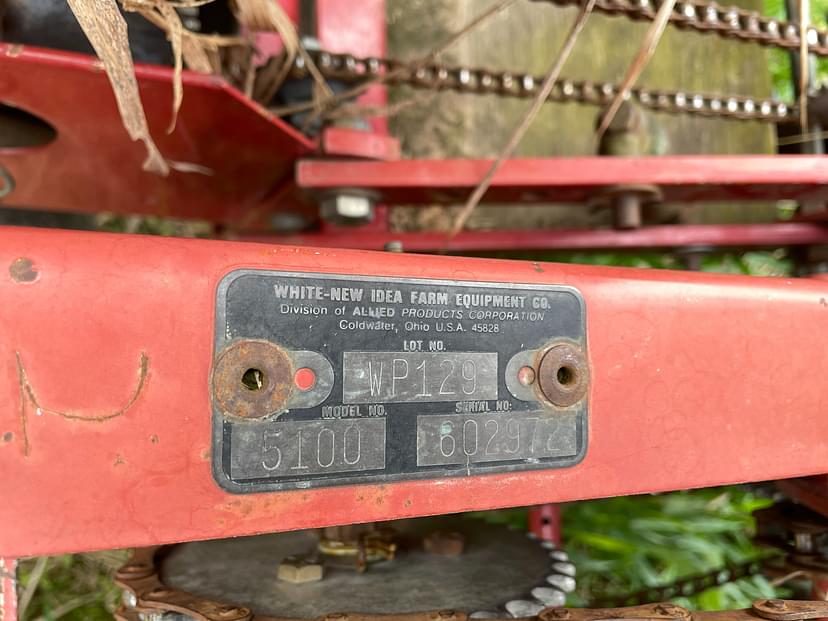 WHITE-NEW IDEA FARM EQUIPMENT CO.
Division of ALLIED PRODUCTS CORPORATION
Coldwater, Ohio U.S.A. 45828
LOT NO.
WP129
MODEL NO. SERIAL NO:
5100 602972